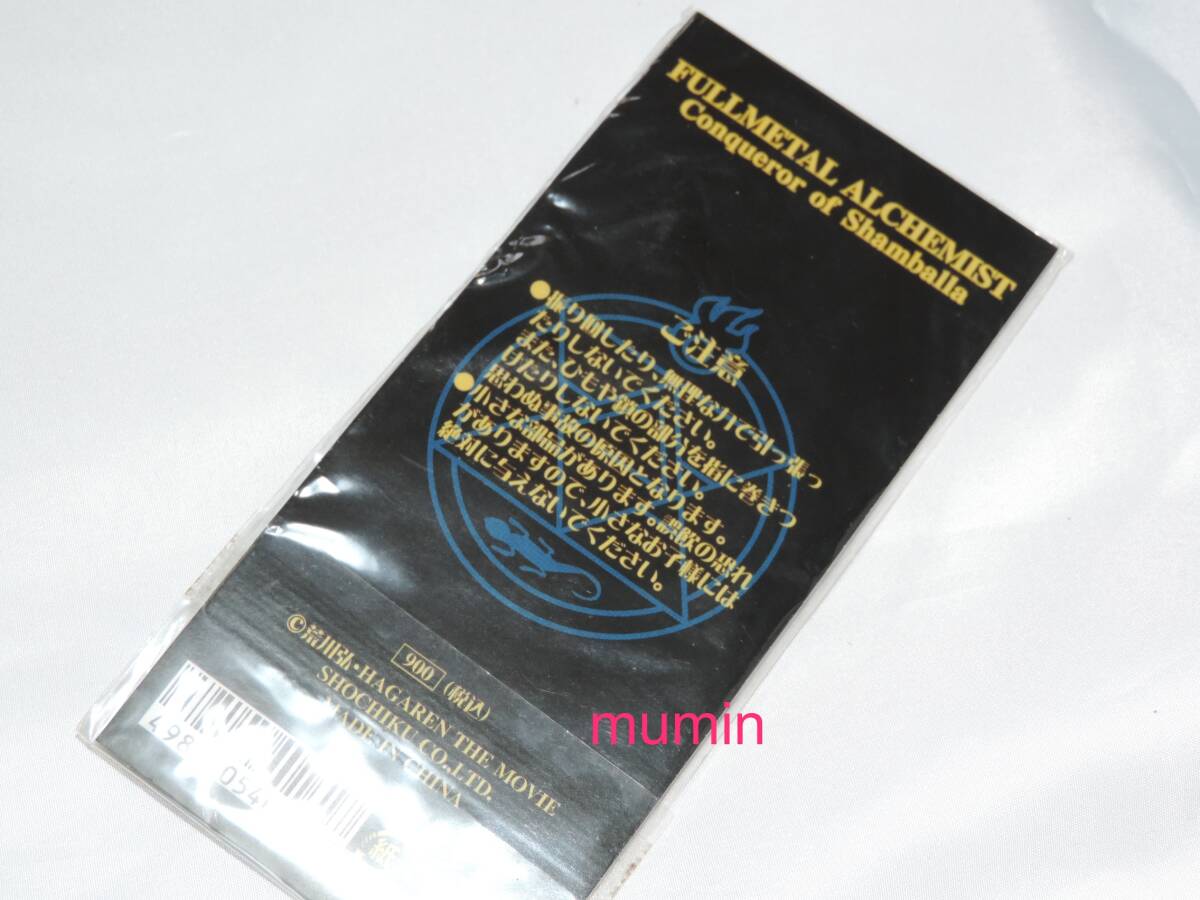 FULLMETAL ALCHEMIST
Conqueror of Shamballa
ご注意
●振り回したり、無理な力で引っ張っ
たりしないでください。
また、ひもや鎖の部分を指に巻きつ
けたりしないでください。
思わぬ事故の原因となります。
●小さな部品があります。誤飲の恐れ
がありますので、小さなお子様には
絶対に与えないでください。
900 (税込)
©荒川弘・HAGAREN THE MOVIE
SHOCHIKU CO.,LTD.
MADE IN CHINA
498
054
紙
mumin